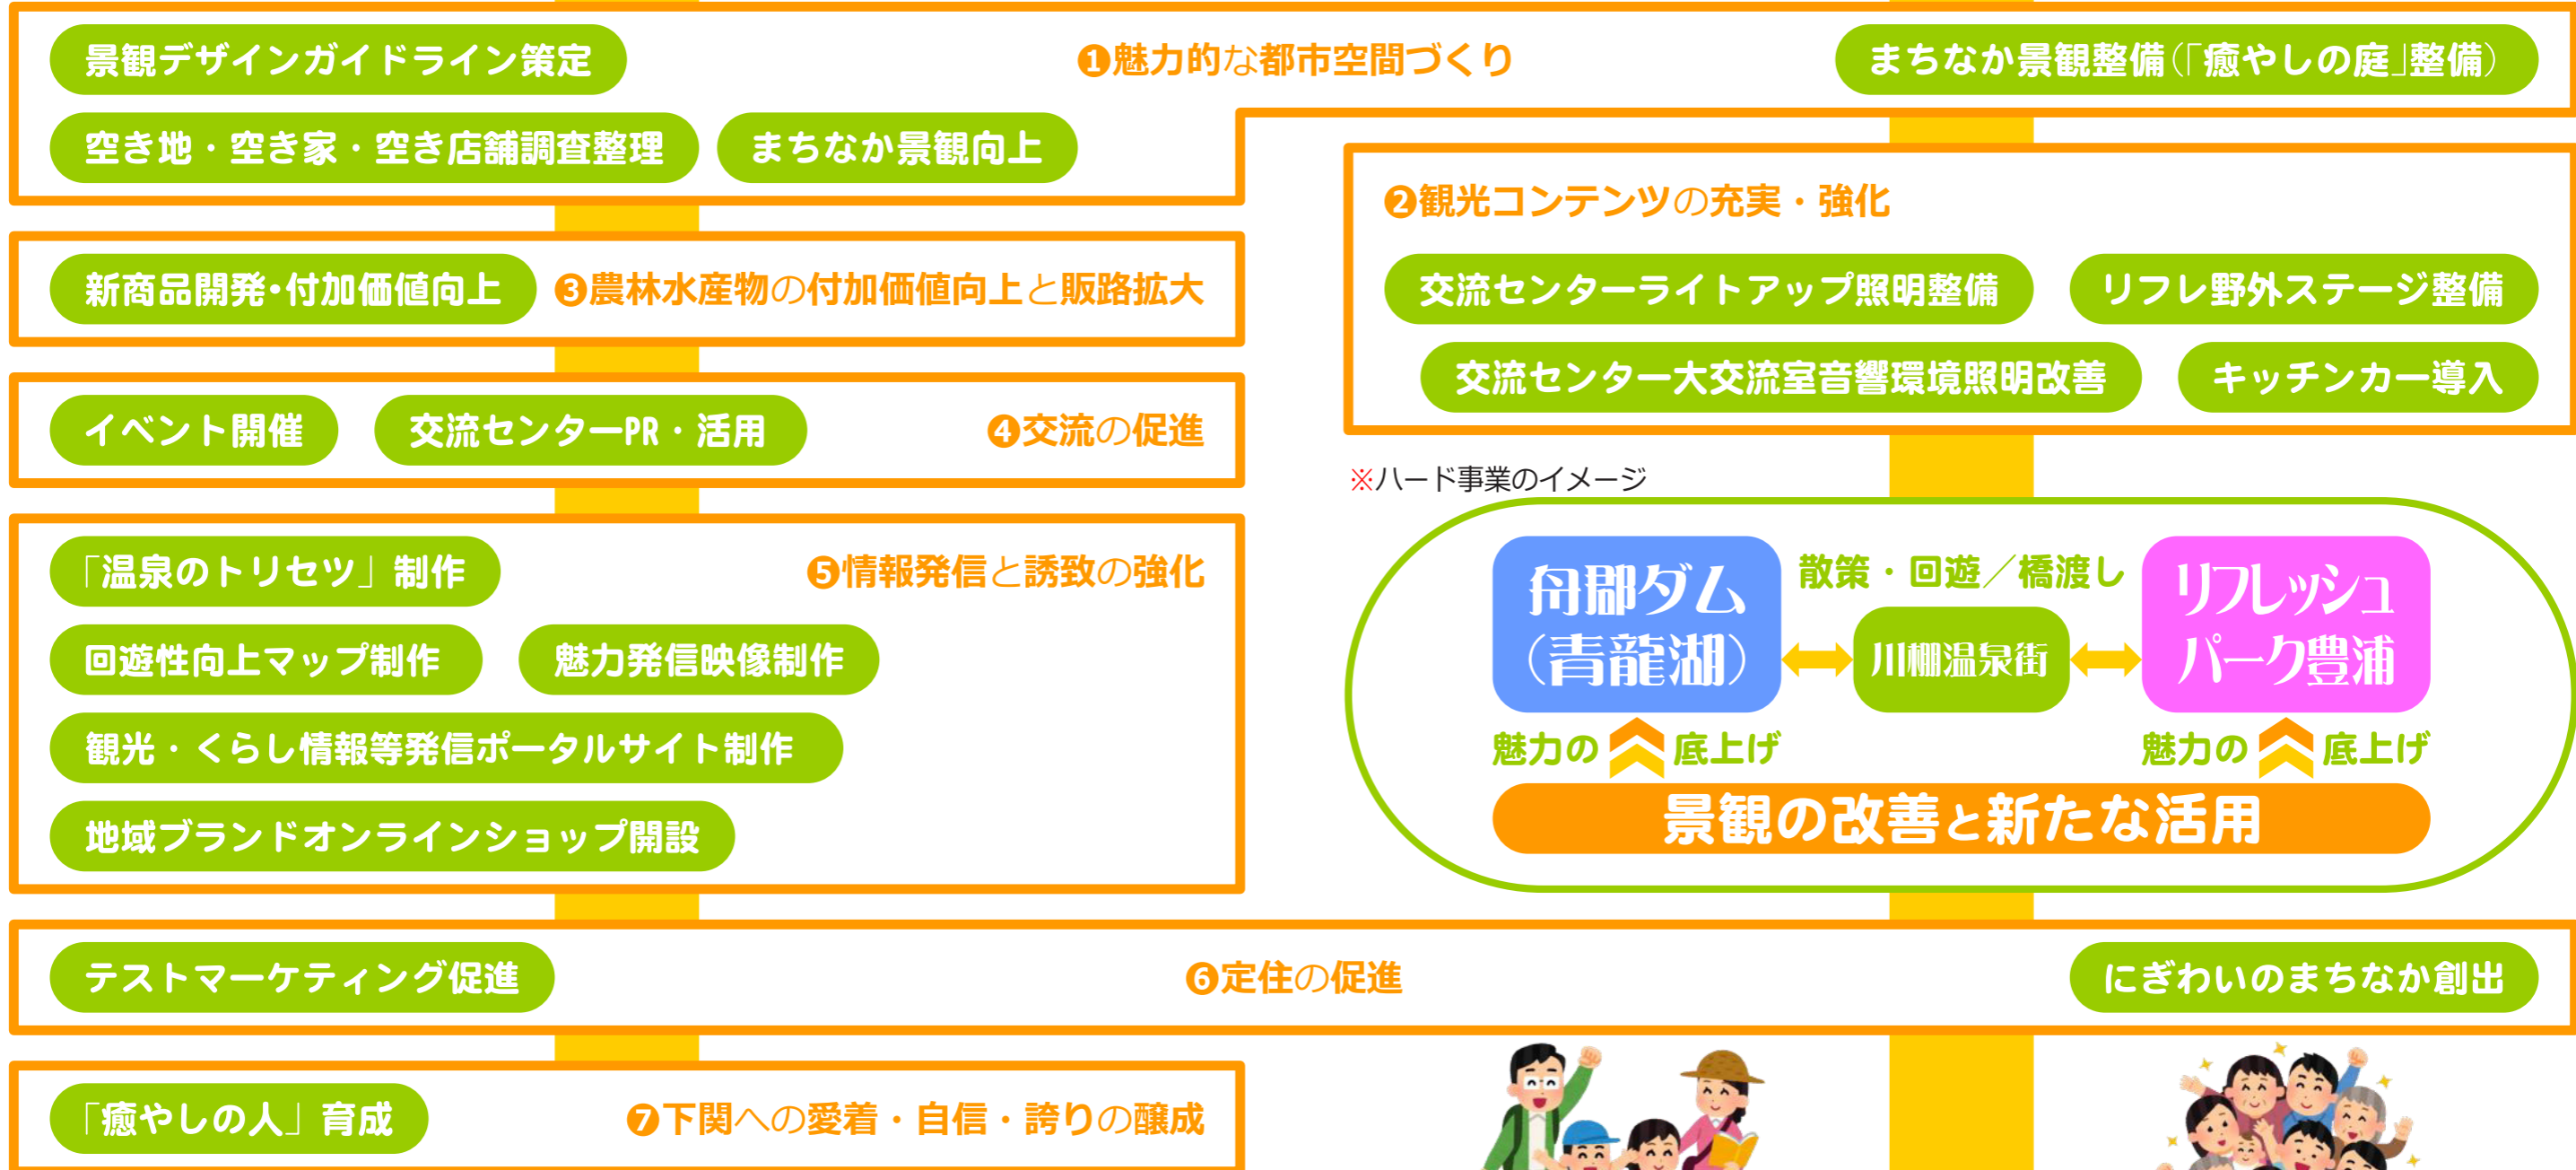 景観デザインガイドライン策定
❶魅力的な都市空間づくり
まちなか景観整備(「癒やしの庭」整備)
空き地・空き家・空き店舗調査整理
まちなか景観向上
❷観光コンテンツの充実・強化
交流センターライトアップ照明整備
リフレ野外ステージ整備
交流センター大交流室音響環境照明改善
キッチンカー導入
新商品開発・付加価値向上
❸農林水産物の付加価値向上と販路拡大
イベント開催
交流センターPR・活用
❹交流の促進
「温泉のトリセツ」制作
❺情報発信と誘致の強化
回遊性向上マップ制作
魅力発信映像制作
観光・くらし情報等発信ポータルサイト制作
地域ブランドオンラインショップ開設
※ハード事業のイメージ
舟郡ダム
(青龍湖)
散策・回遊／橋渡し
川棚温泉街
リフレッシュ
パーク豊浦
魅力の 底上げ
魅力の 底上げ
景観の改善と新たな活用
テストマーケティング促進
❻定住の促進
にぎわいのまちなか創出
「癒やしの人」育成
❼下関への愛着・自信・誇りの醸成